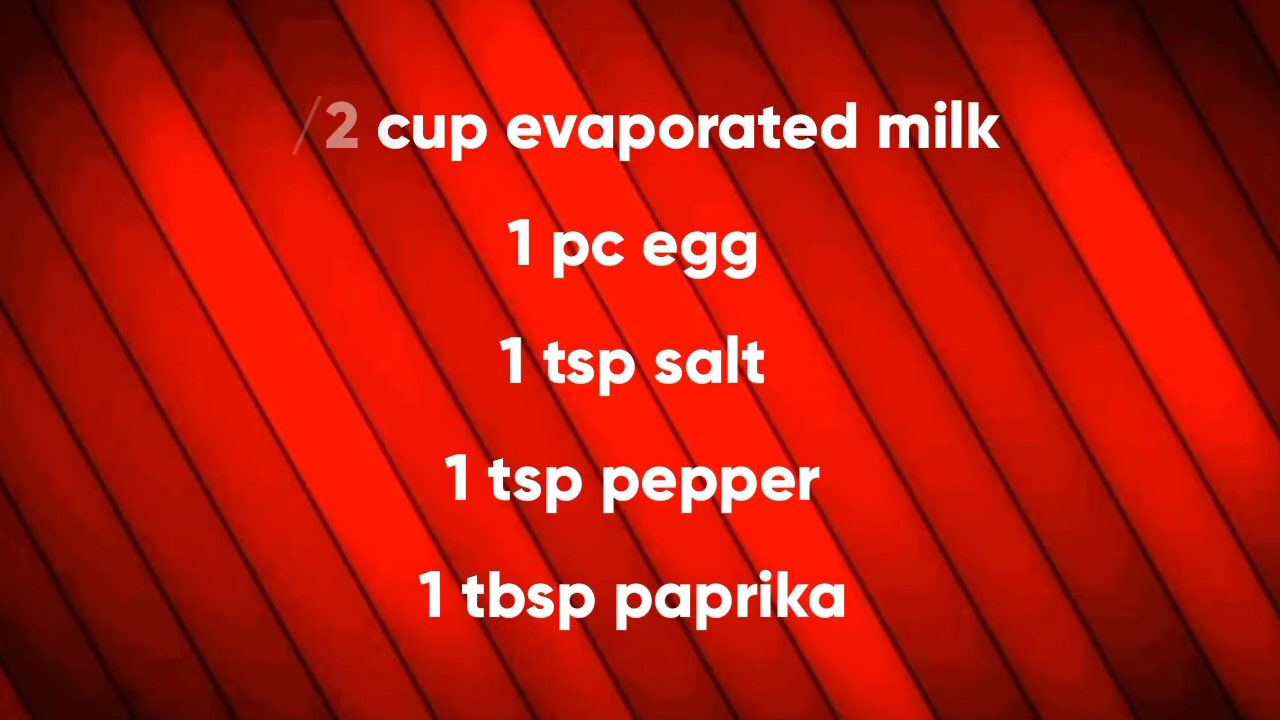 /2 cup evaporated milk
1 pc egg
1 tsp salt
1 tsp pepper
1 tbsp paprika